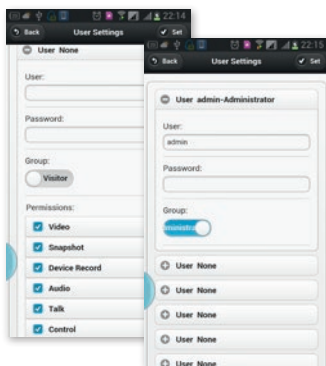 22:14
Back User Settings Set
User None
User:
Password:
Group:
Visitor
Permissions:
Video
Snapshot
Device Record
Audio
Talk
Control
22:15
Back User Settings Set
User admin-Administrator
User:
admin
Password:
Group:
ministra
User None
User None
User None
User None
User None